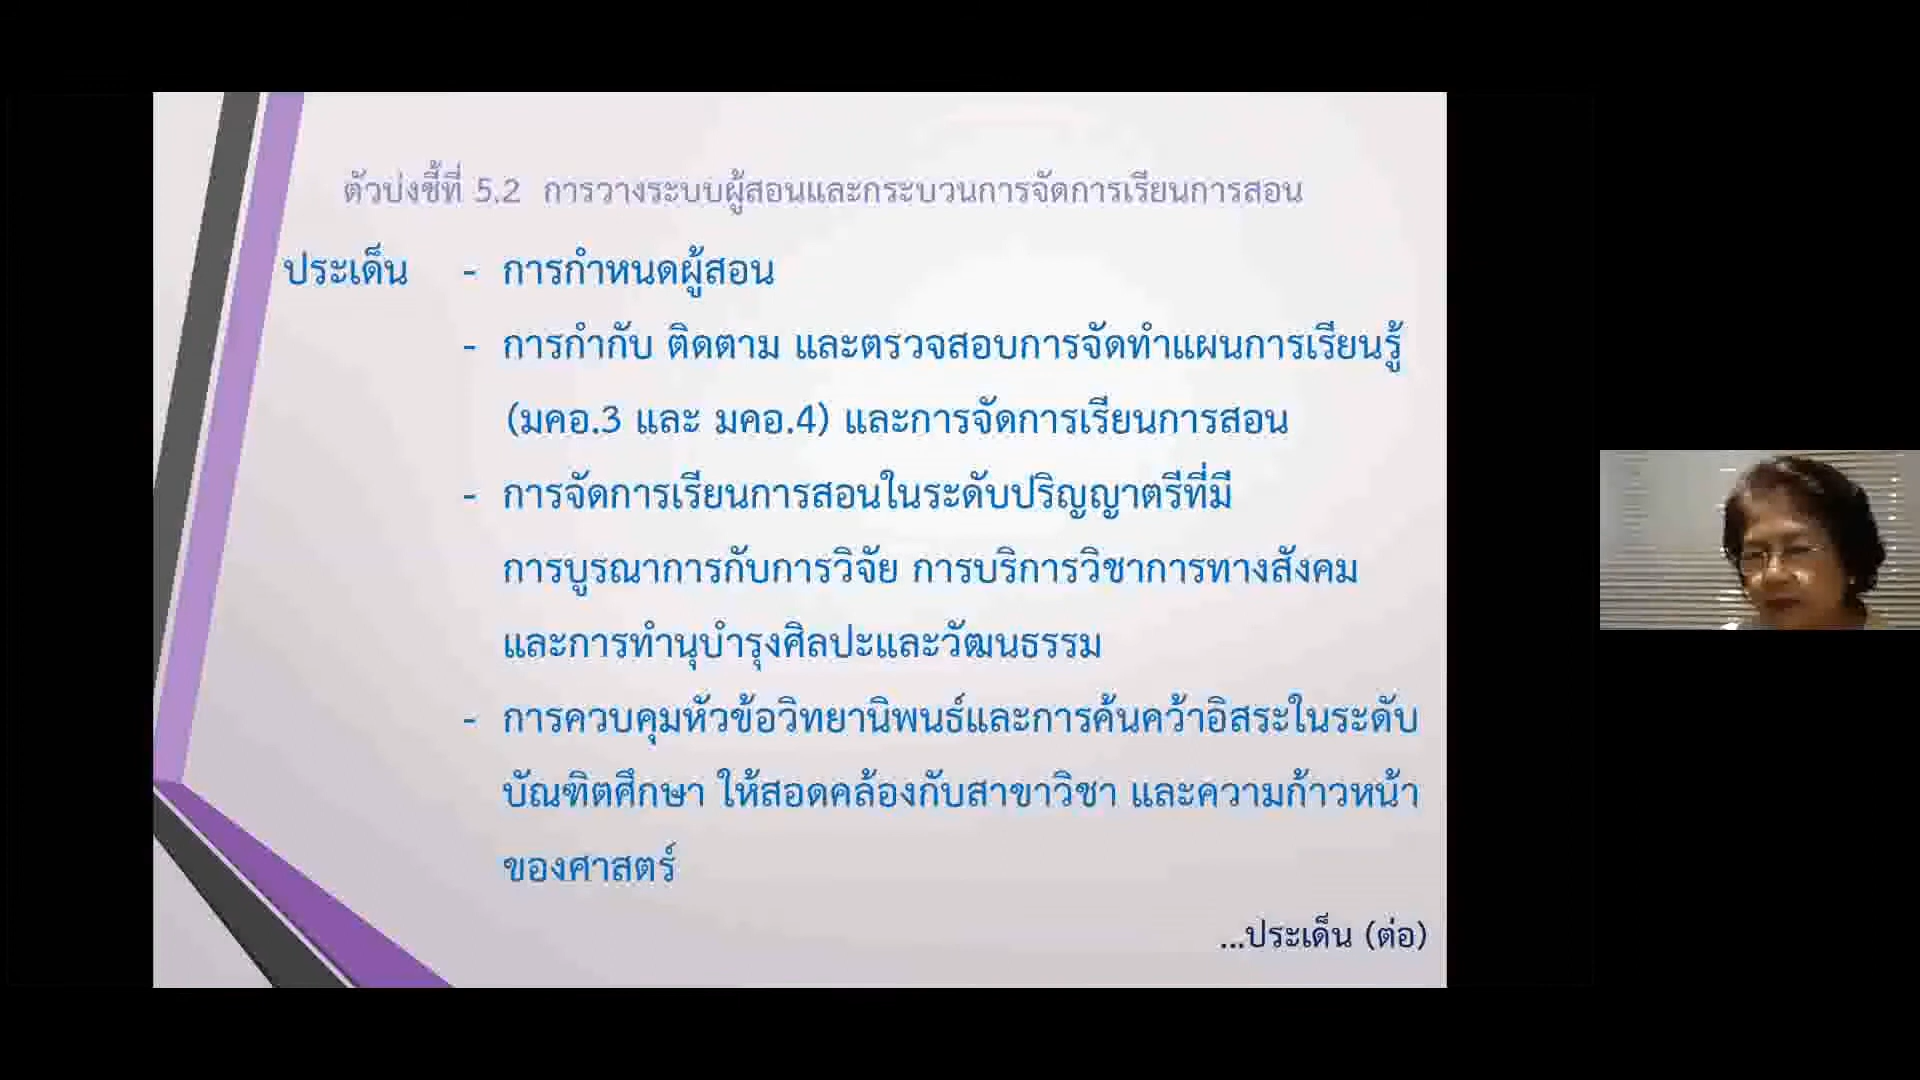 ตัวบ่งชี้ที่ 5.2 การวางระบบผู้สอนและกระบวนการจัดการเรียนการสอน
ประเด็น - การกำหนดผู้สอน
- การกำกับ ติดตาม และตรวจสอบการจัดทำแผนการเรียนรู้
(มคอ.3 และ มคอ.4) และการจัดการเรียนการสอน
- การจัดการเรียนการสอนในระดับปริญญาตรีที่มี
การบูรณาการกับการวิจัย การบริการวิชาการทางสังคม
และการทำนุบำรุงศิลปะและวัฒนธรรม
- การควบคุมหัวข้อวิทยานิพนธ์และการค้นคว้าอิสระในระดับ
บัณฑิตศึกษา ให้สอดคล้องกับสาขาวิชา และความก้าวหน้า
ของศาสตร์
...ประเด็น (ต่อ)